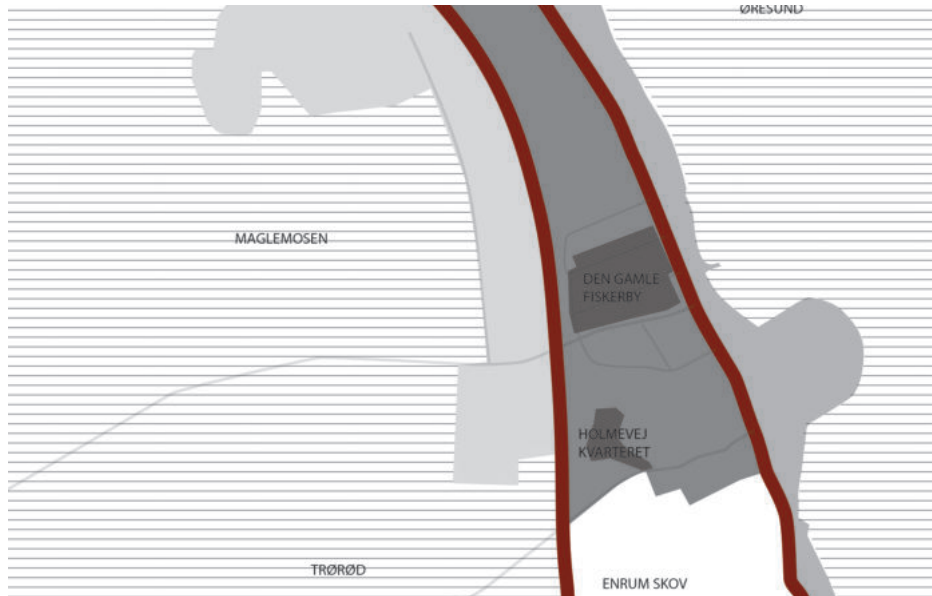 ØRESUND
MAGLEMOSEN
DEN GAMLE
FISKERBY
HOLMEVEJ
KVARTERET
TRØRØD
ENRUM SKOV